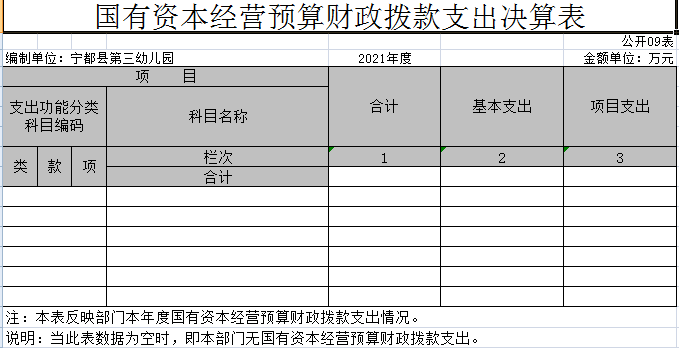 国有资本经营预算财政拨款支出决算表
公开09表
编制单位：宁都县第三幼儿园 2021年度 金额单位：万元
项 目 合计 基本支出 项目支出
支出功能分类科目编码 科目名称
类 款 项 栏次 1 2 3
合计
注：本表反映部门本年度国有资本经营预算财政拨款支出情况。
说明：当此表数据为空时，即本部门无国有资本经营预算财政拨款支出。